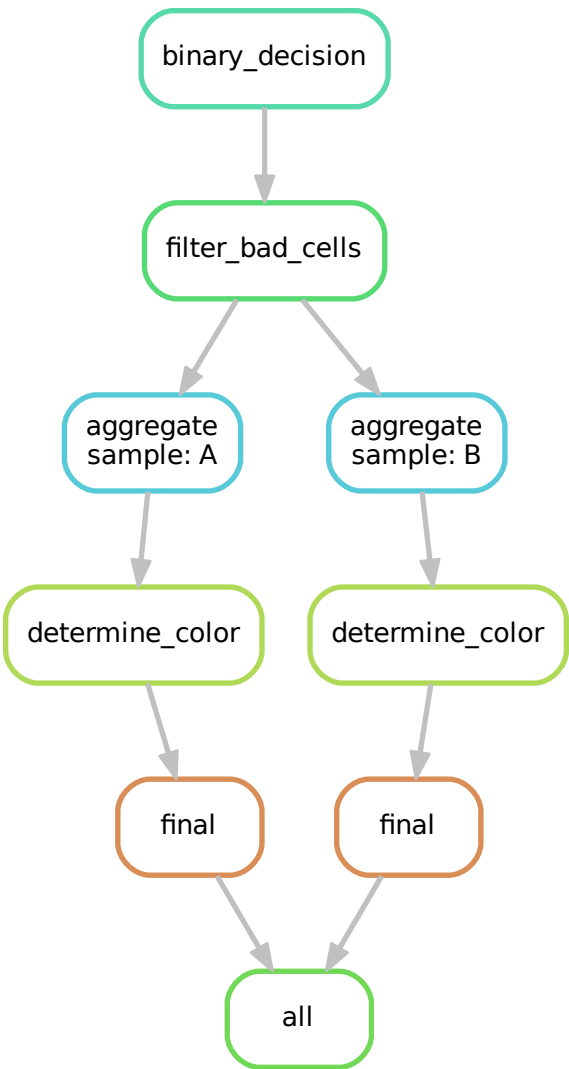 binary_decision
filter_bad_cells
aggregate
sample: A
aggregate
sample: B
determine_color
determine_color
final
final
all